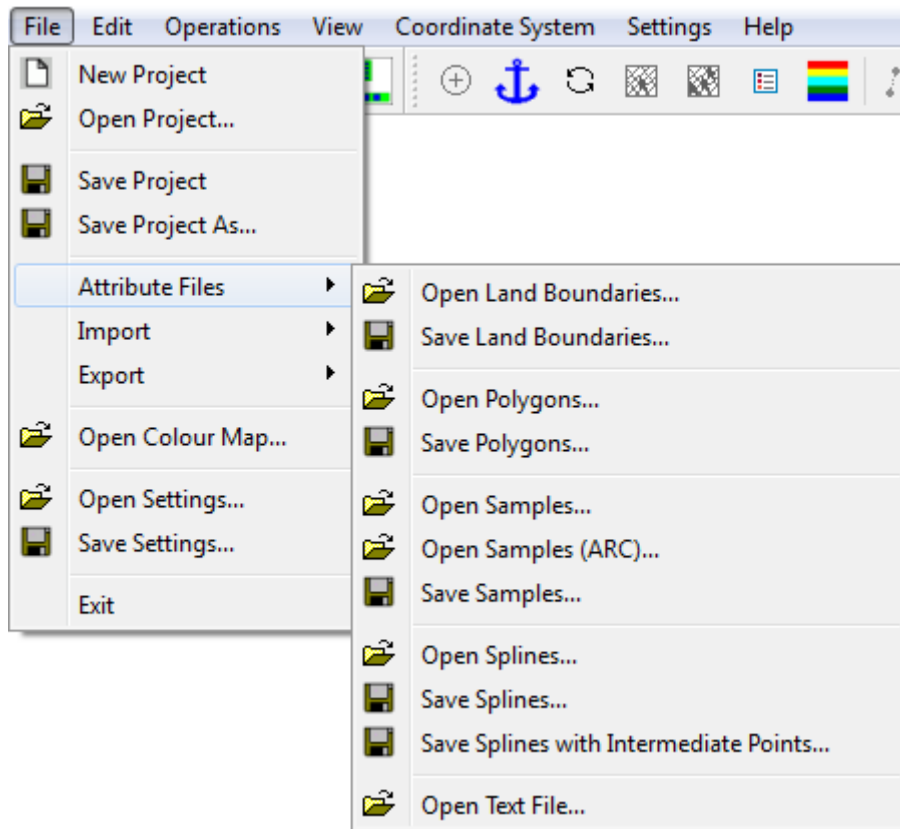 File Edit Operations View Coordinate System Settings Help
New Project
Open Project...
Save Project
Save Project As...
Attribute Files
Import
Export
Open Colour Map...
Open Settings...
Save Settings...
Exit
Open Land Boundaries...
Save Land Boundaries...
Open Polygons...
Save Polygons...
Open Samples...
Open Samples (ARC)...
Save Samples...
Open Splines...
Save Splines...
Save Splines with Intermediate Points...
Open Text File...